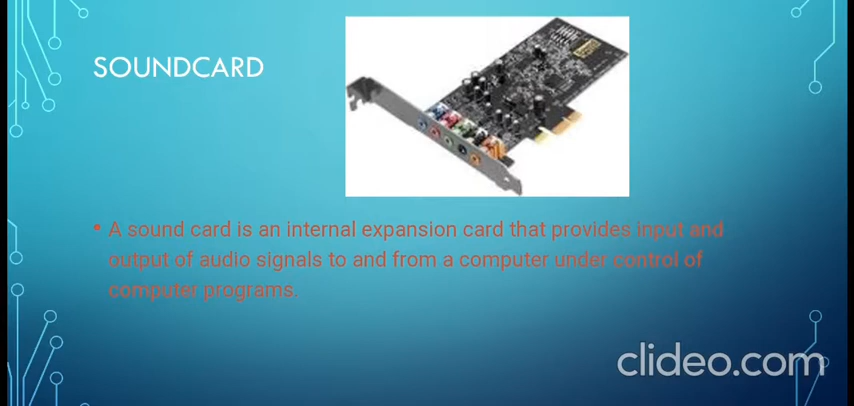 SOUNDCARD
• A sound card is an internal expansion card that provides input and
output of audio signals to and from a computer under control of
computer programs.
clideo.com